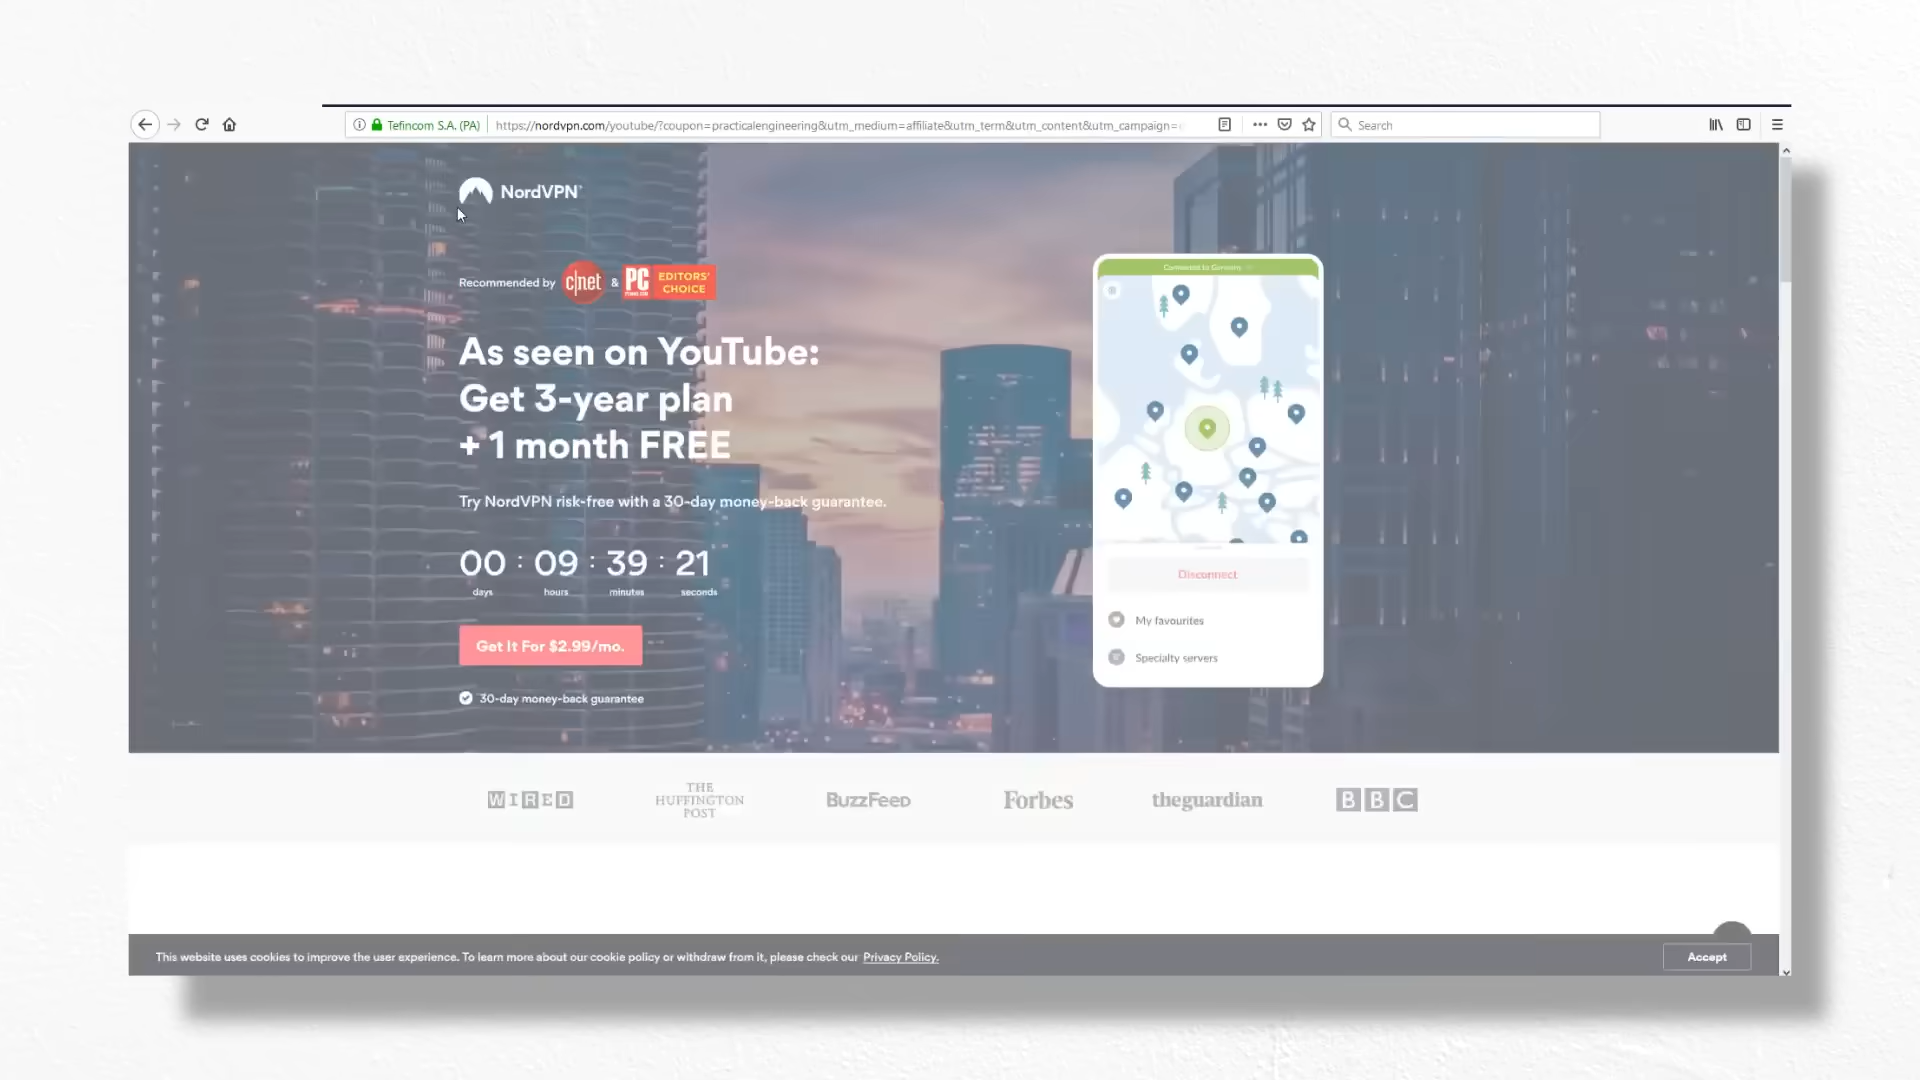 Tefincom S.A. (PA)
https://nordvpn.com/youtube/?coupon=practicalengineering&utm_medium=affiliate&utm_term&utm_content&utm_campaign=
Search
NordVPN
Recommended by c|net & PC EDITORS' CHOICE
As seen on YouTube:
Get 3-year plan
+ 1 month FREE
Try NordVPN risk-free with a 30-day money-back guarantee.
00 : 09 : 39 : 21
days hours minutes seconds
Get It For $2.99/mo.
30-day money-back guarantee
Connected to Germany
Disconnect
My favourites
Specialty servers
WIRED
THE
HUFFINGTON
POST
BuzzFeed
Forbes
theguardian
BBC
This website uses cookies to improve the user experience. To learn more about our cookie policy or withdraw from it, please check our Privacy Policy.
Accept